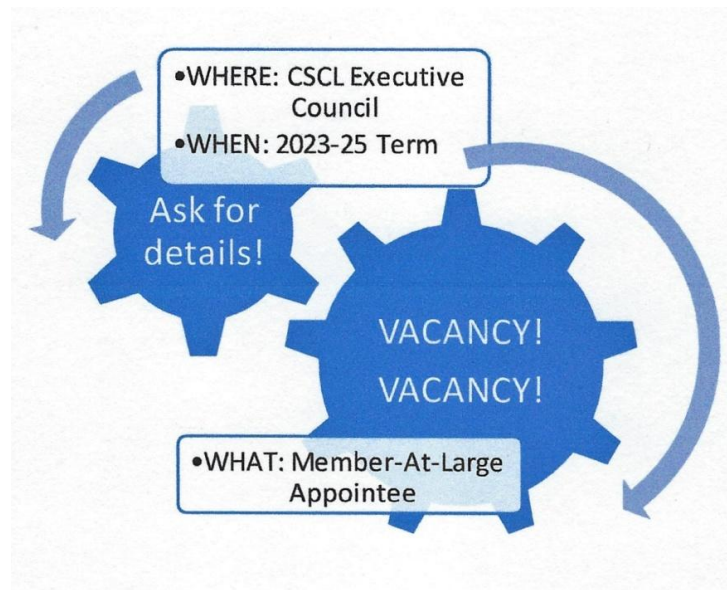 •WHERE: CSCL Executive
Council
•WHEN: 2023-25 Term
Ask for
details!
VACANCY!
VACANCY!
•WHAT: Member-At-Large
Appointee